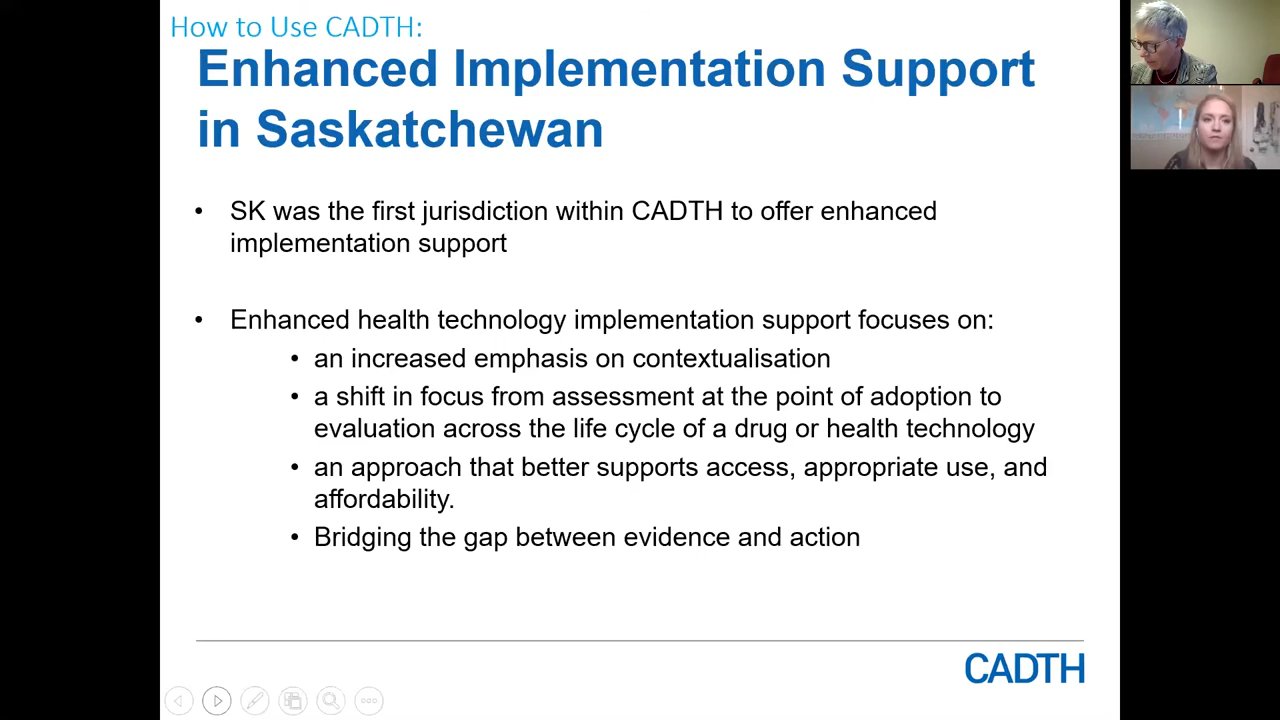 How to Use CADTH:
Enhanced Implementation Support
in Saskatchewan
• SK was the first jurisdiction within CADTH to offer enhanced
implementation support
• Enhanced health technology implementation support focuses on:
• an increased emphasis on contextualisation
• a shift in focus from assessment at the point of adoption to
evaluation across the life cycle of a drug or health technology
• an approach that better supports access, appropriate use, and
affordability.
• Bridging the gap between evidence and action
CADTH